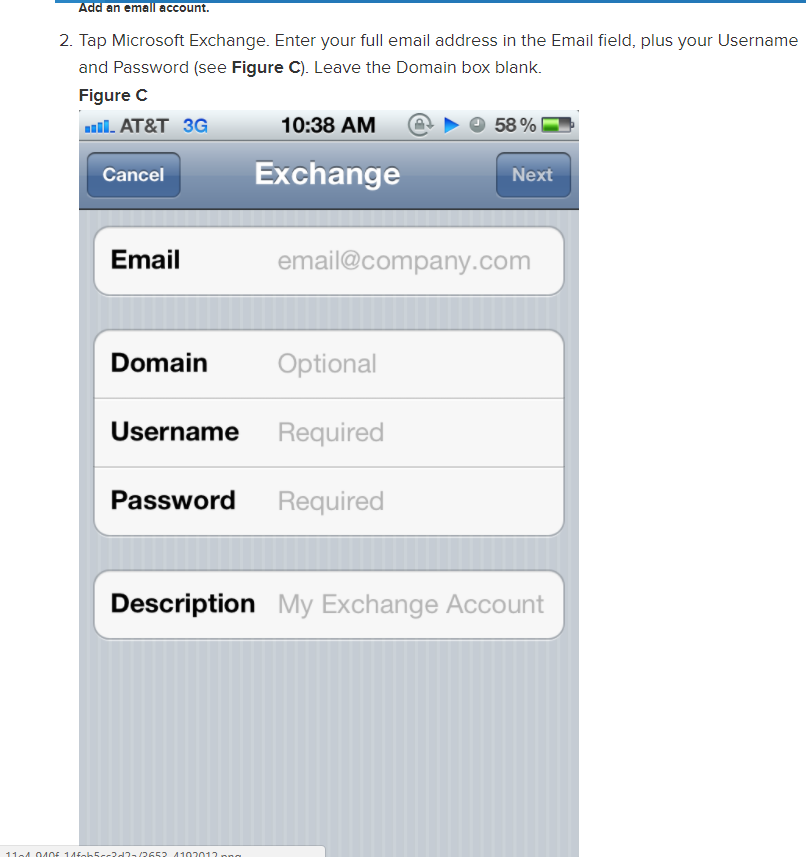 Add an email account.
2. Tap Microsoft Exchange. Enter your full email address in the Email field, plus your Username
and Password (see Figure C). Leave the Domain box blank.
Figure C
AT&T 3G 10:38 AM 58%
Cancel Exchange Next
Email email@company.com
Domain Optional
Username Required
Password Required
Description My Exchange Account